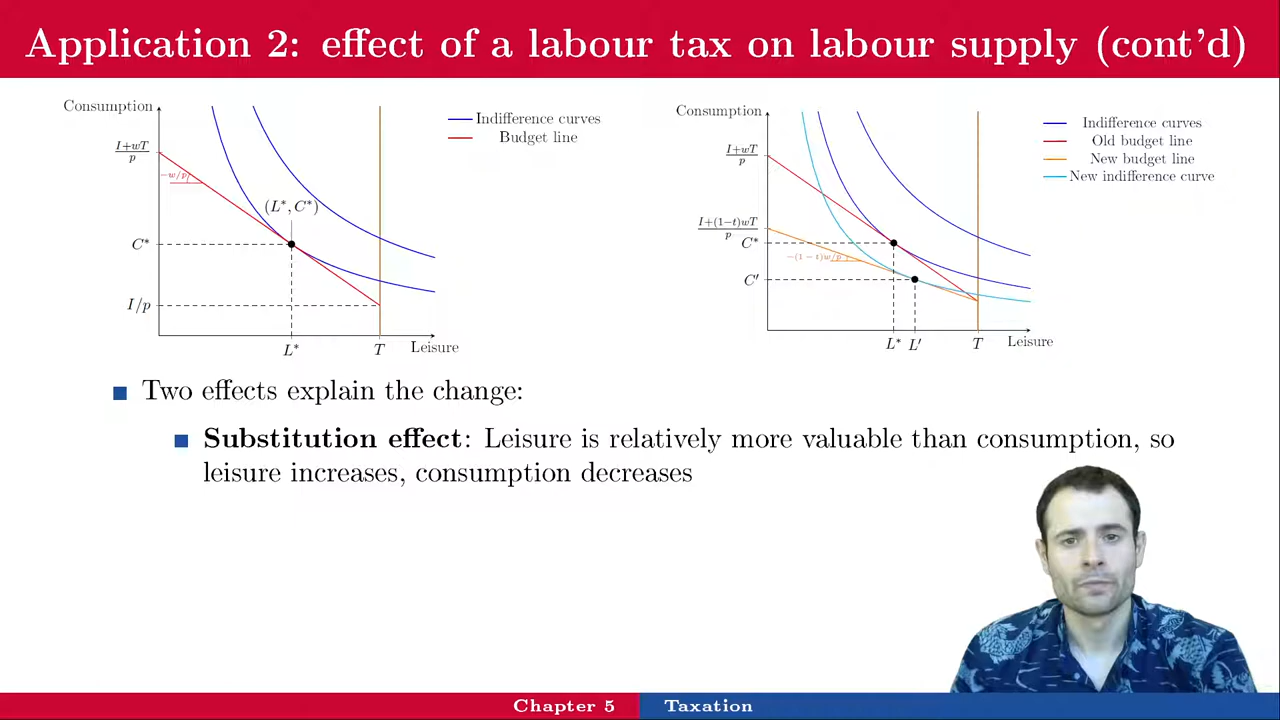 Application 2: effect of a labour tax on labour supply (cont'd)
Consumption
I+wT
p
−w/p
(L*, C*)
C*
I/p
L*
T
Leisure
Indifference curves
Budget line
Consumption
I+wT
p
I+(1−t)wT
p
C*
−(1 − t)w/p
C′
L*
L′
T
Leisure
Indifference curves
Old budget line
New budget line
New indifference curve
Two effects explain the change:
Substitution effect: Leisure is relatively more valuable than consumption, so
leisure increases, consumption decreases
Chapter 5
Taxation